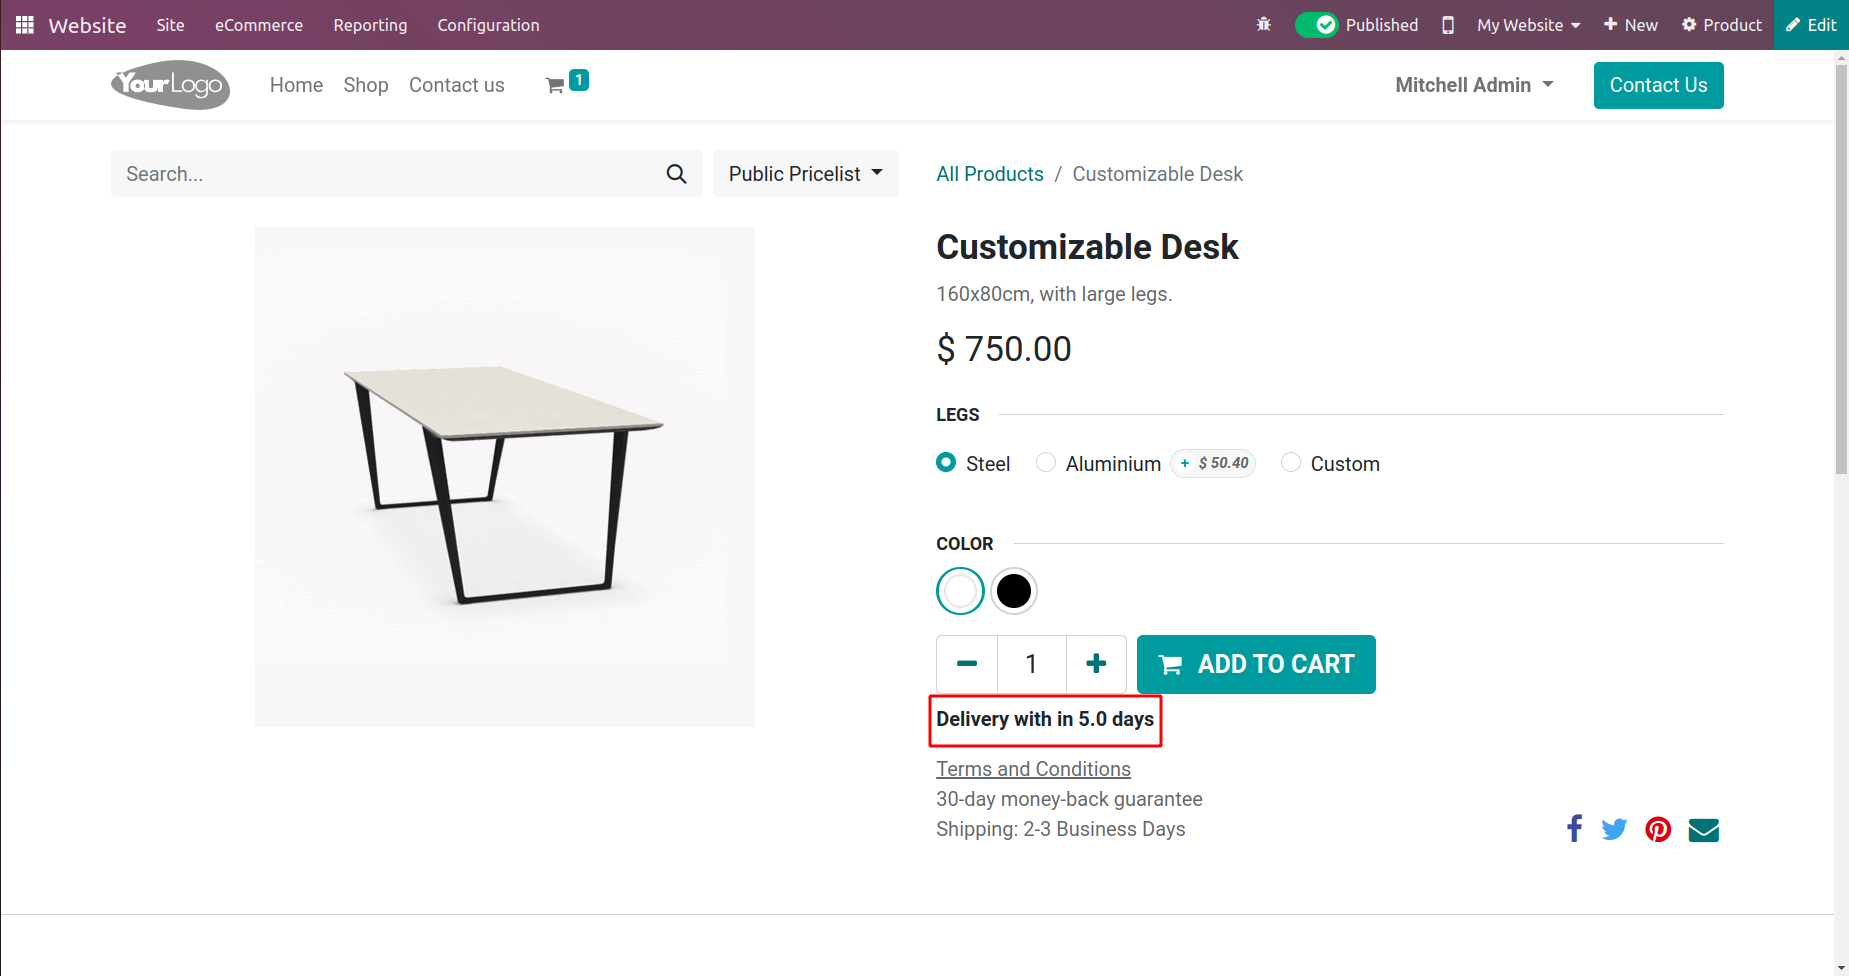 Website Site eCommerce Reporting Configuration Published My Website New Product Edit
YourLogo Home Shop Contact us 1 Mitchell Admin Contact Us
Search... Public Pricelist All Products / Customizable Desk
Customizable Desk
160x80cm, with large legs.
$ 750.00
LEGS
Steel Aluminium + $ 50.40 Custom
COLOR
1 ADD TO CART
Delivery with in 5.0 days
Terms and Conditions
30-day money-back guarantee
Shipping: 2-3 Business Days